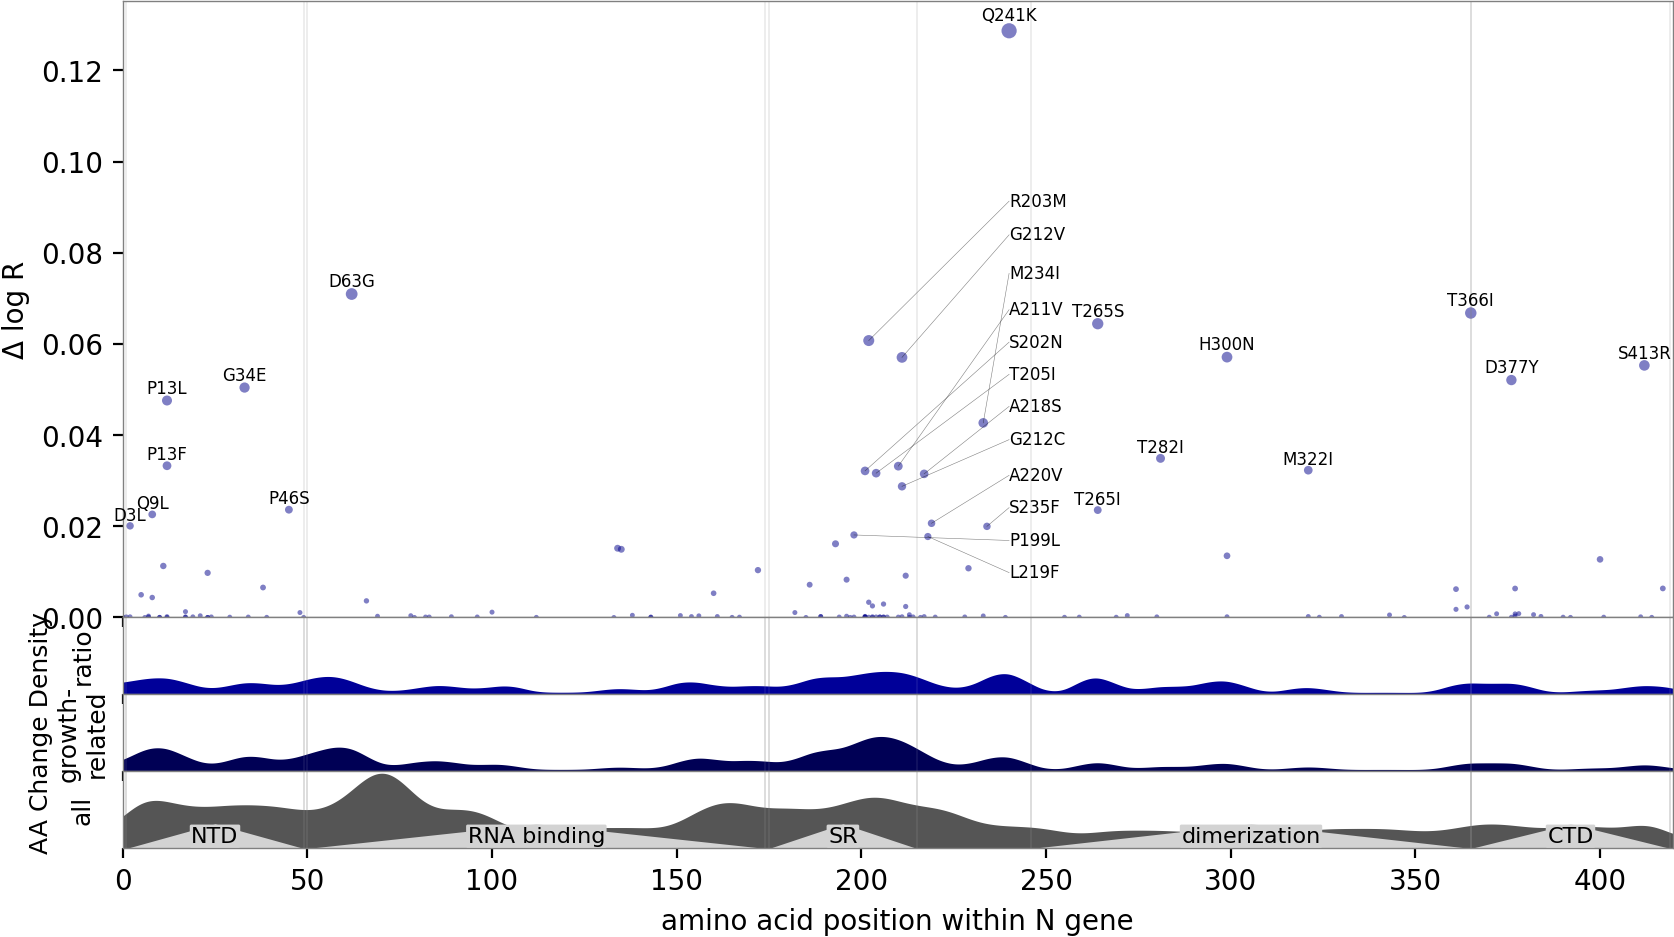 Q241K
0.12
0.10
R203M
G212V
0.08
M234I
D63G
A211V
T265S
T366I
Δ log R
0.06
S202N
H300N
S413R
T205I
D377Y
G34E
P13L
A218S
0.04
G212C
T282I
P13F
M322I
A220V
P46S
T265I
Q9L
S235F
D3L
0.02
P199L
L219F
0.00
AA Change Density
ratio
growth-
related
all
NTD
RNA binding
SR
dimerization
CTD
0 50 100 150 200 250 300 350 400
amino acid position within N gene